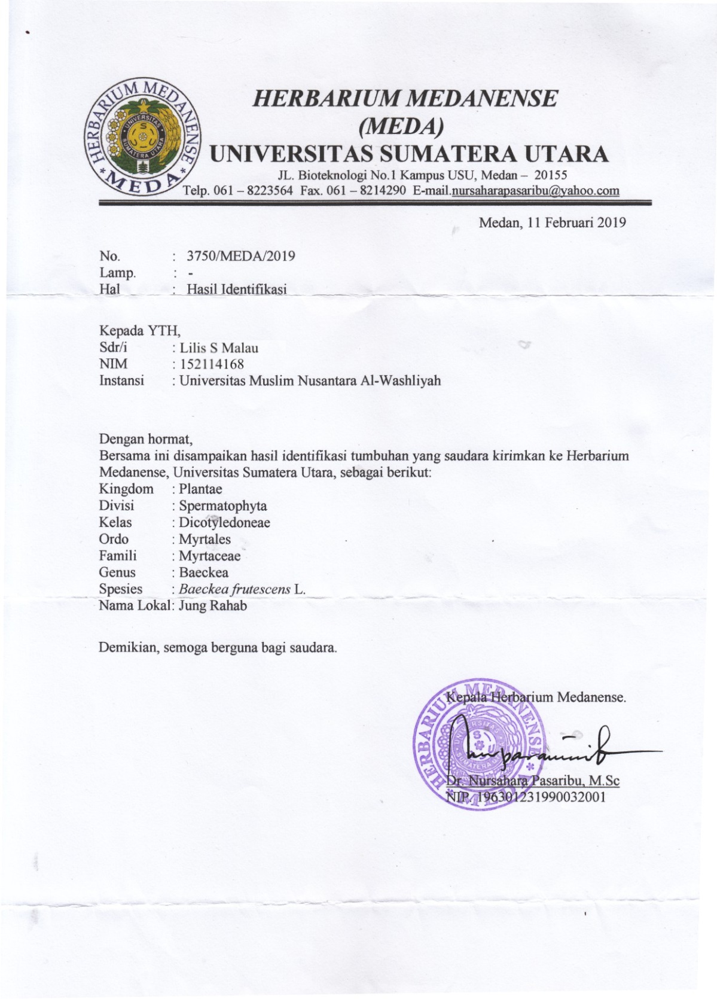 HERBARIUM MEDANENSE
* MEDA *
UNIVERSITAS
SUMATERA UTARA
HERBARIUM MEDANENSE
(MEDA)
UNIVERSITAS SUMATERA UTARA
JL. Bioteknologi No.1 Kampus USU, Medan – 20155
Telp. 061 – 8223564 Fax. 061 – 8214290 E-mail.nursaharapasaribu@yahoo.com
Medan, 11 Februari 2019
No. : 3750/MEDA/2019
Lamp. : -
Hal : Hasil Identifikasi
Kepada YTH,
Sdr/i : Lilis S Malau
NIM : 152114168
Instansi : Universitas Muslim Nusantara Al-Washliyah
Dengan hormat,
Bersama ini disampaikan hasil identifikasi tumbuhan yang saudara kirimkan ke Herbarium
Medanense, Universitas Sumatera Utara, sebagai berikut:
Kingdom : Plantae
Divisi : Spermatophyta
Kelas : Dicotyledoneae
Ordo : Myrtales
Famili : Myrtaceae
Genus : Baeckea
Spesies : Baeckea frutescens L.
Nama Lokal: Jung Rahab
Demikian, semoga berguna bagi saudara.
Kepala Herbarium Medanense.
HERBARIUM MEDANENSE
* MEDA *
UNIVERSITAS
SUMATERA UTARA
Dr. Nursahara Pasaribu, M.Sc
NIP. 196301231990032001